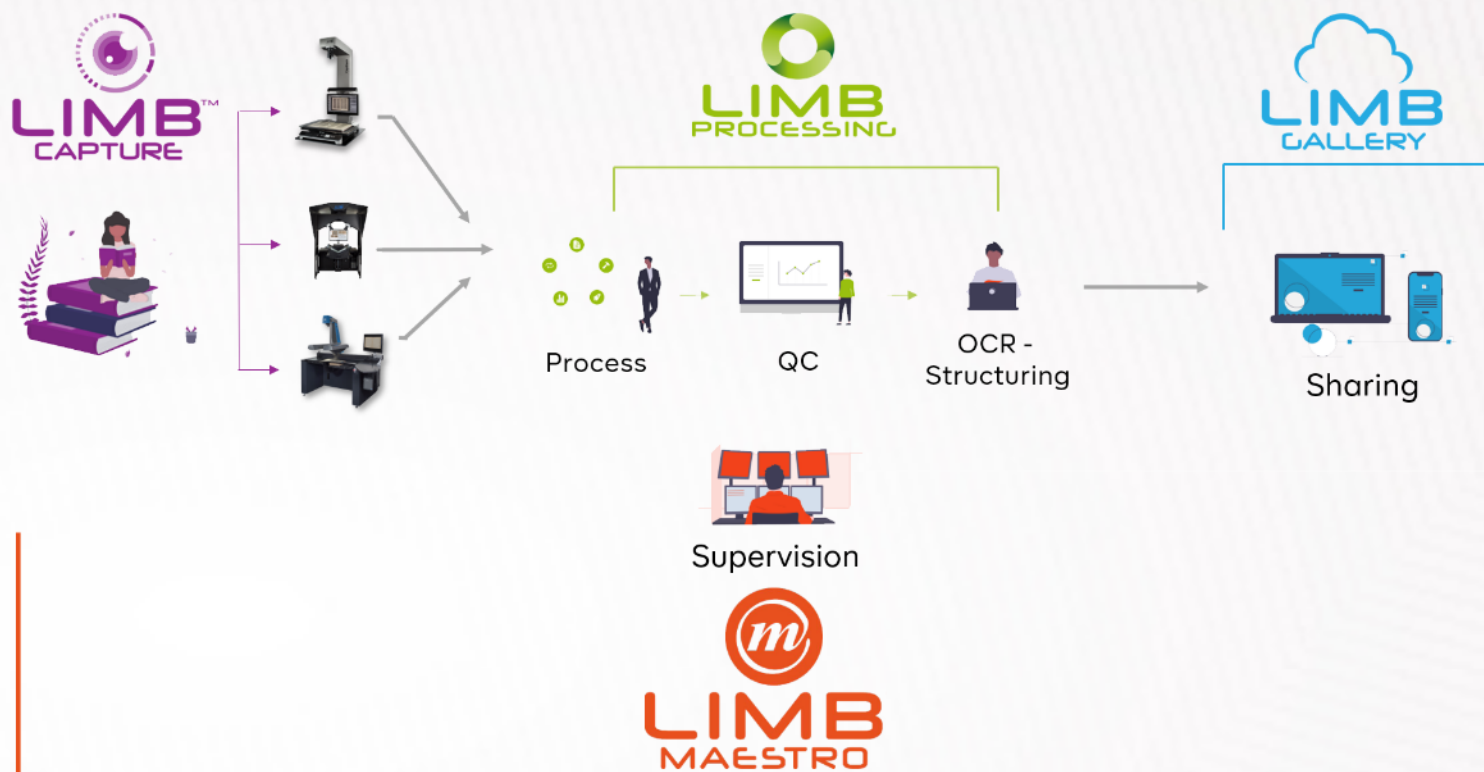 LIMB™
CAPTURE
LIMB
PROCESSING
LIMB
GALLERY
Process
QC
OCR -
Structuring
Sharing
Supervision
m
LIMB
MAESTRO